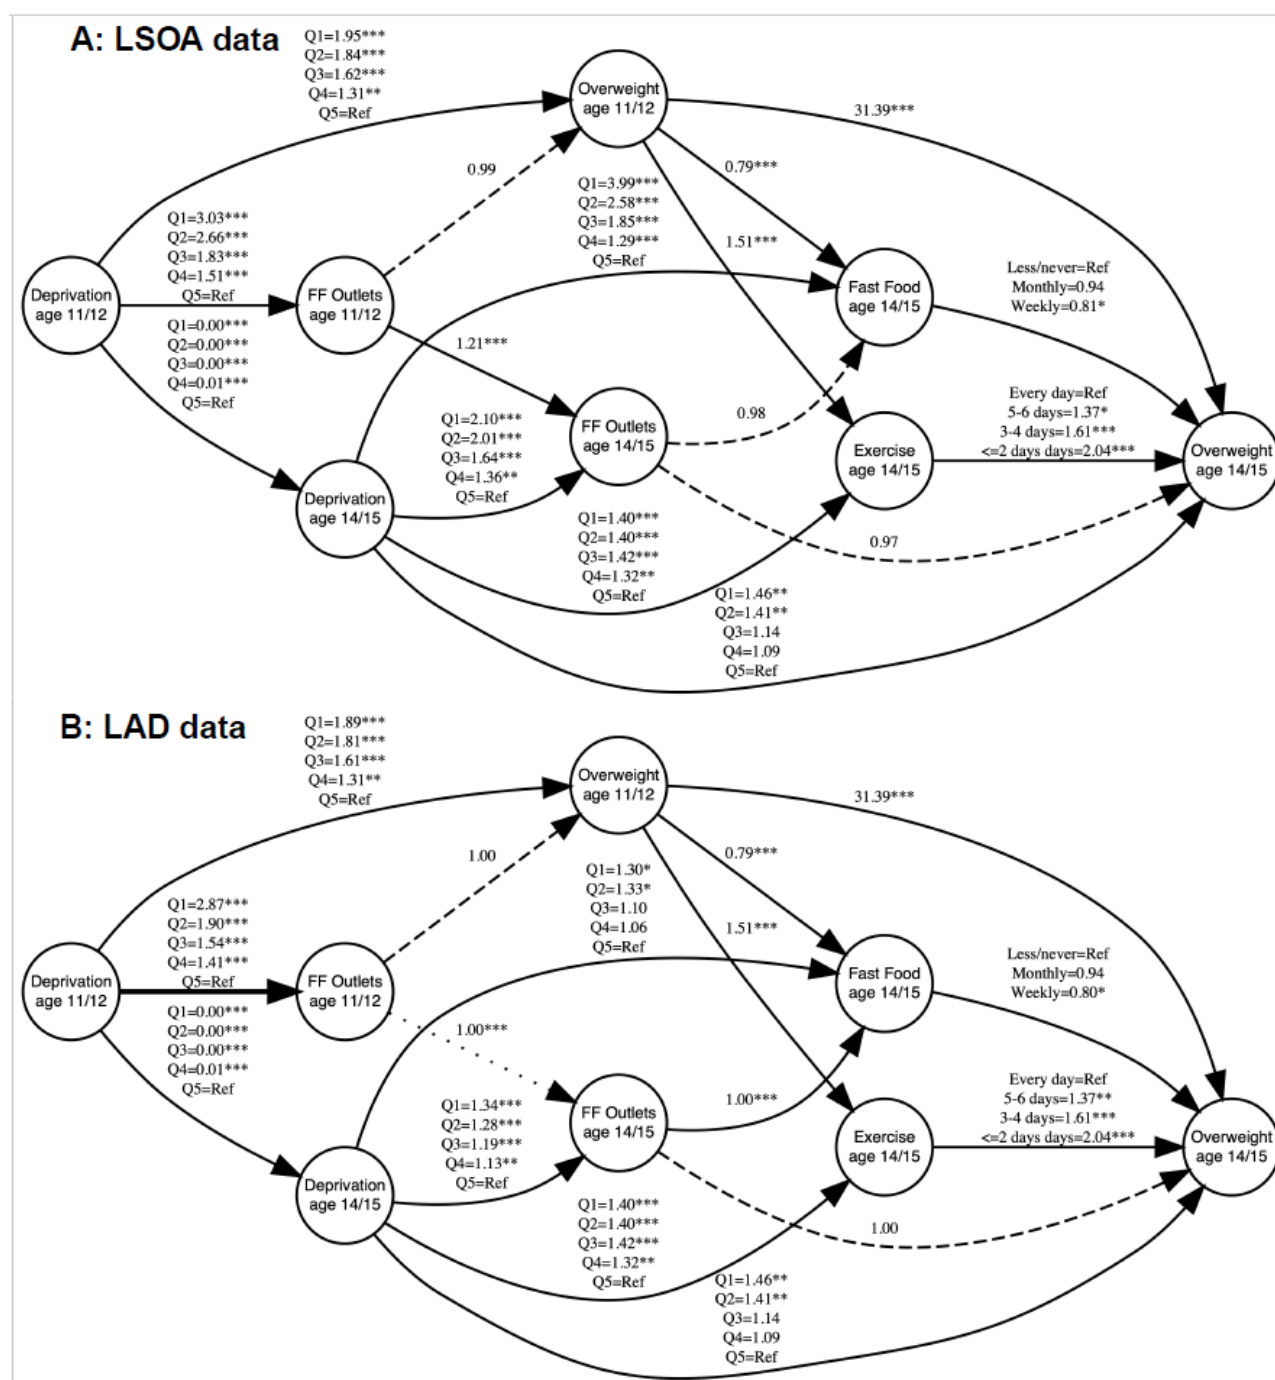 A: LSOA data
Q1=1.95***
Q2=1.84***
Q3=1.62***
Q4=1.31**
Q5=Ref
Overweight
age 11/12
31.39***
0.99
0.79***
Q1=3.99***
Q2=2.58***
Q3=1.85***
Q4=1.29***
Q5=Ref
1.51***
Q1=3.03***
Q2=2.66***
Q3=1.83***
Q4=1.51***
Q5=Ref
Deprivation
age 11/12
FF Outlets
age 11/12
Fast Food
age 14/15
Less/never=Ref
Monthly=0.94
Weekly=0.81*
Q1=0.00***
Q2=0.00***
Q3=0.00***
Q4=0.01***
Q5=Ref
1.21***
Q1=2.10***
Q2=2.01***
Q3=1.64***
Q4=1.36**
Q5=Ref
FF Outlets
age 14/15
0.98
Every day=Ref
5-6 days=1.37*
3-4 days=1.61***
<=2 days days=2.04***
Exercise
age 14/15
Overweight
age 14/15
Deprivation
age 14/15
Q1=1.40***
Q2=1.40***
Q3=1.42***
Q4=1.32**
Q5=Ref
0.97
Q1=1.46**
Q2=1.41**
Q3=1.14
Q4=1.09
Q5=Ref
B: LAD data
Q1=1.89***
Q2=1.81***
Q3=1.61***
Q4=1.31**
Q5=Ref
Overweight
age 11/12
31.39***
1.00
0.79***
Q1=1.30*
Q2=1.33*
Q3=1.10
Q4=1.06
Q5=Ref
1.51***
Q1=2.87***
Q2=1.90***
Q3=1.54***
Q4=1.41***
Q5=Ref
Deprivation
age 11/12
FF Outlets
age 11/12
Fast Food
age 14/15
Less/never=Ref
Monthly=0.94
Weekly=0.80*
Q1=0.00***
Q2=0.00***
Q3=0.00***
Q4=0.01***
Q5=Ref
1.00***
Q1=1.34***
Q2=1.28***
Q3=1.19***
Q4=1.13**
Q5=Ref
FF Outlets
age 14/15
1.00***
Every day=Ref
5-6 days=1.37**
3-4 days=1.61***
<=2 days days=2.04***
Exercise
age 14/15
Overweight
age 14/15
Deprivation
age 14/15
Q1=1.40***
Q2=1.40***
Q3=1.42***
Q4=1.32**
Q5=Ref
1.00
Q1=1.46**
Q2=1.41**
Q3=1.14
Q4=1.09
Q5=Ref